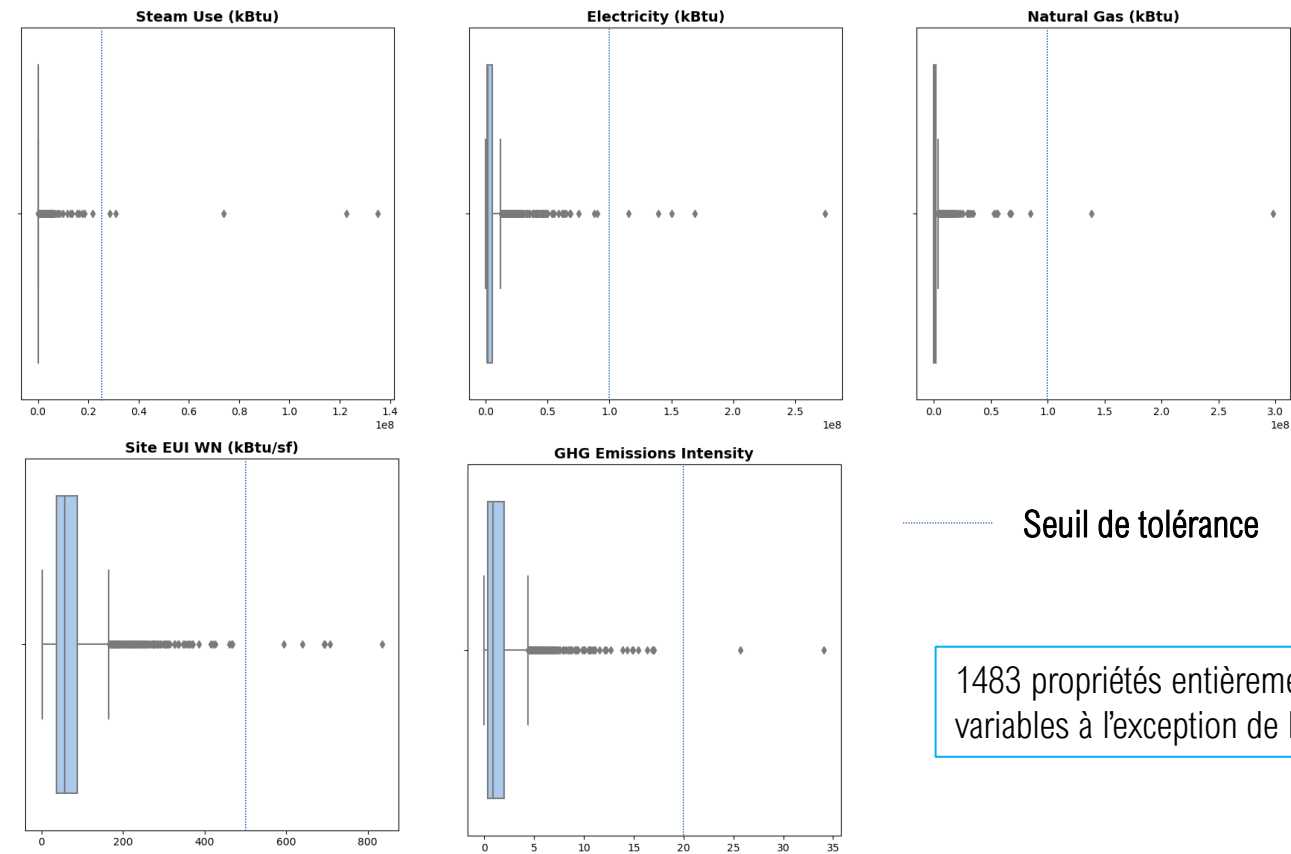 Steam Use (kBtu)
0.0 0.2 0.4 0.6 0.8 1.0 1.2 1.4
1e8
Electricity (kBtu)
0.0 0.5 1.0 1.5 2.0 2.5
1e8
Natural Gas (kBtu)
0.0 0.5 1.0 1.5 2.0 2.5 3.0
1e8
Site EUI WN (kBtu/sf)
0 200 400 600 800
GHG Emissions Intensity
0 5 10 15 20 25 30 35
Seuil de tolérance
1483 propriétés
variables à l'exception de